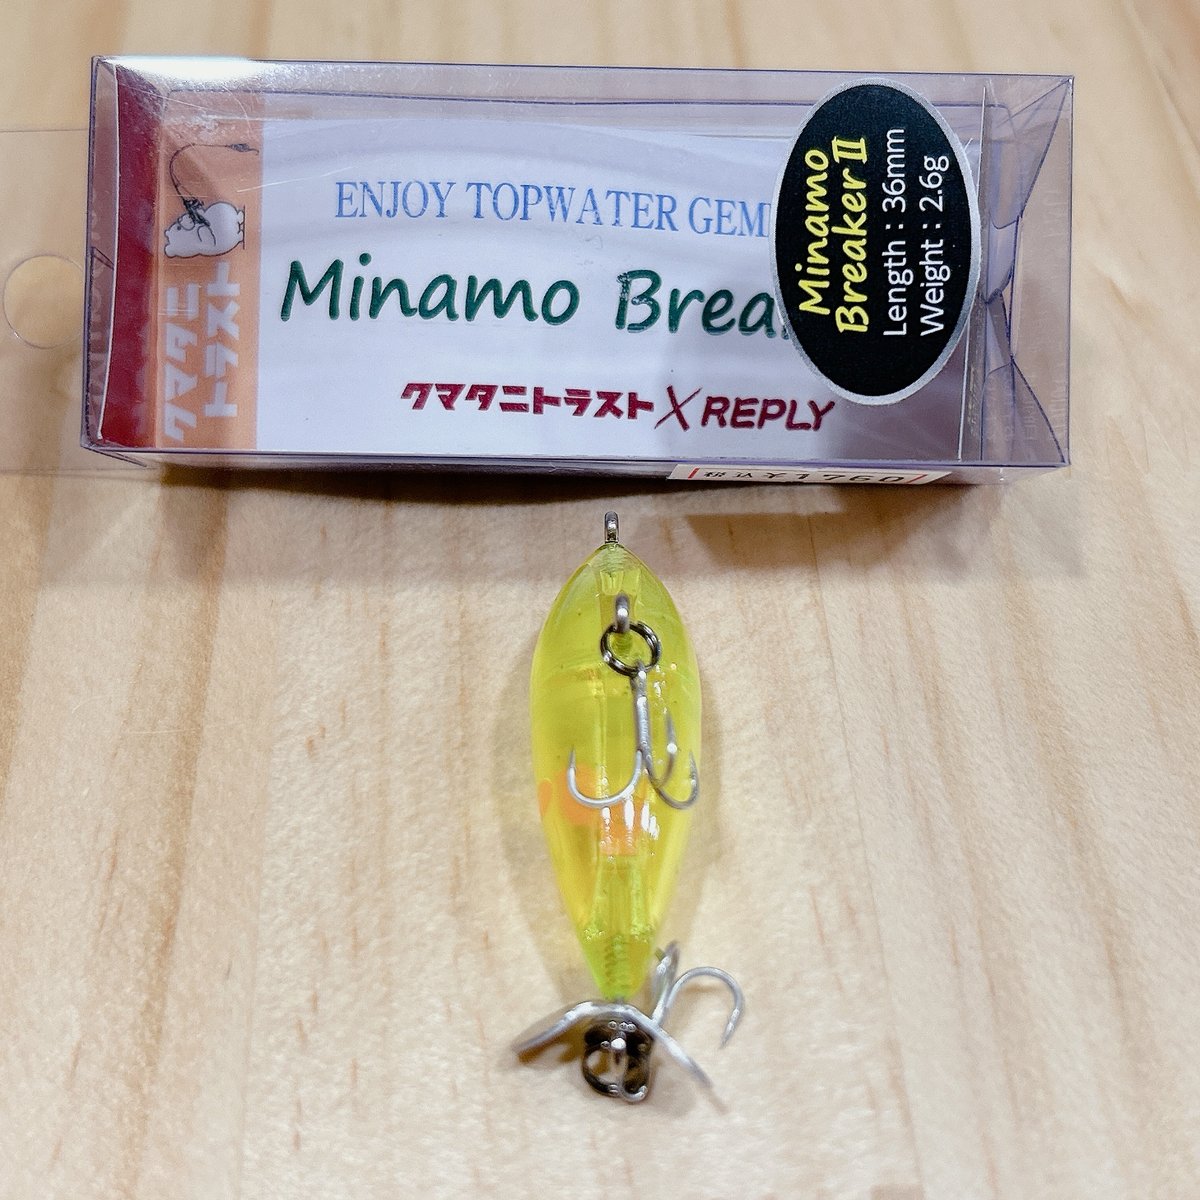 クマタニ
トラスト
ENJOY TOPWATER GEM
Minamo Brea
クマタニトラスト X REPLY
Minamo
Breaker II
Length : 36mm
Weight : 2.6g